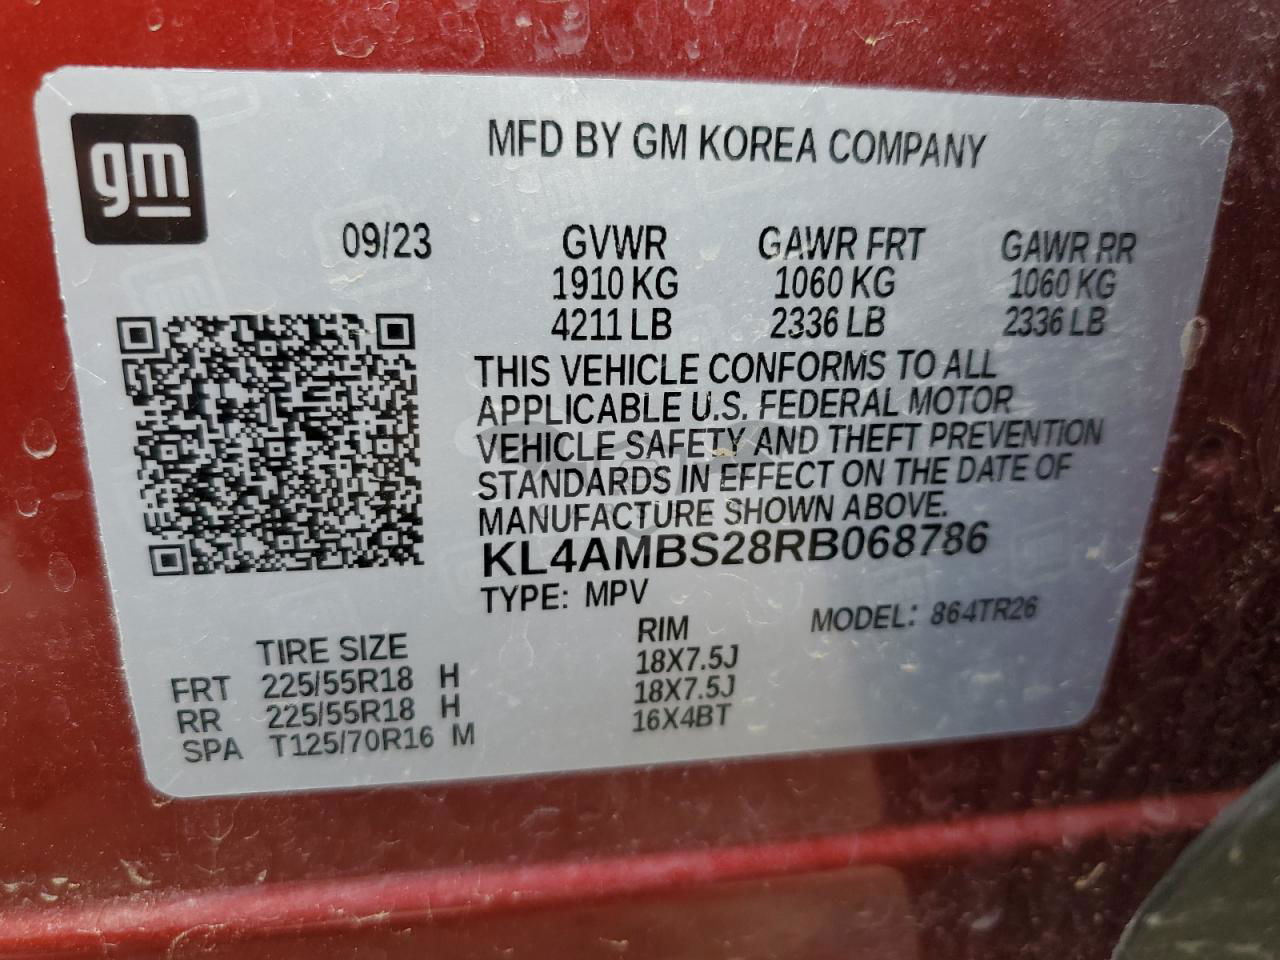 gm
MFD BY GM KOREA COMPANY
09/23 GVWR GAWR FRT GAWR RR
1910 KG 1060 KG 1060 KG
4211 LB 2336 LB 2336 LB
THIS VEHICLE CONFORMS TO ALL
APPLICABLE U.S. FEDERAL MOTOR
VEHICLE SAFETY AND THEFT PREVENTION
STANDARDS IN EFFECT ON THE DATE OF
MANUFACTURE SHOWN ABOVE.
KL4AMBS28RB068786
TYPE: MPV MODEL: 864TR26
TIRE SIZE RIM
FRT 225/55R18 H 18X7.5J
RR 225/55R18 H 18X7.5J
SPA T125/70R16 M 16X4BT